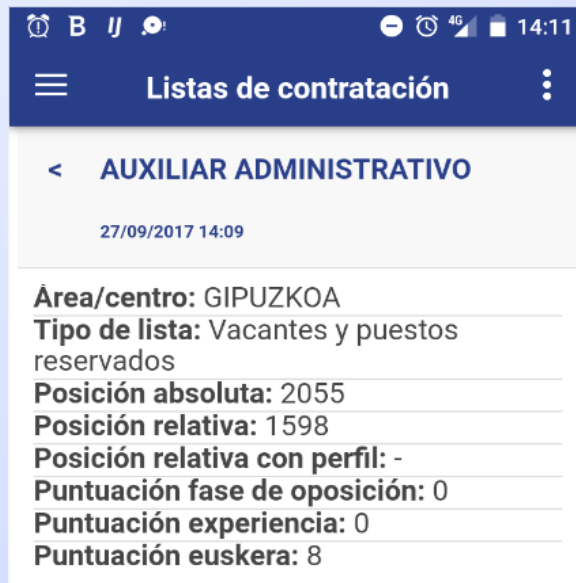 B IJ 4G 14:11
Listas de contratación
< AUXILIAR ADMINISTRATIVO
27/09/2017 14:09
Área/centro: GIPUZKOA
Tipo de lista: Vacantes y puestos
reservados
Posición absoluta: 2055
Posición relativa: 1598
Posición relativa con perfil: -
Puntuación fase de oposición: 0
Puntuación experiencia: 0
Puntuación euskera: 8